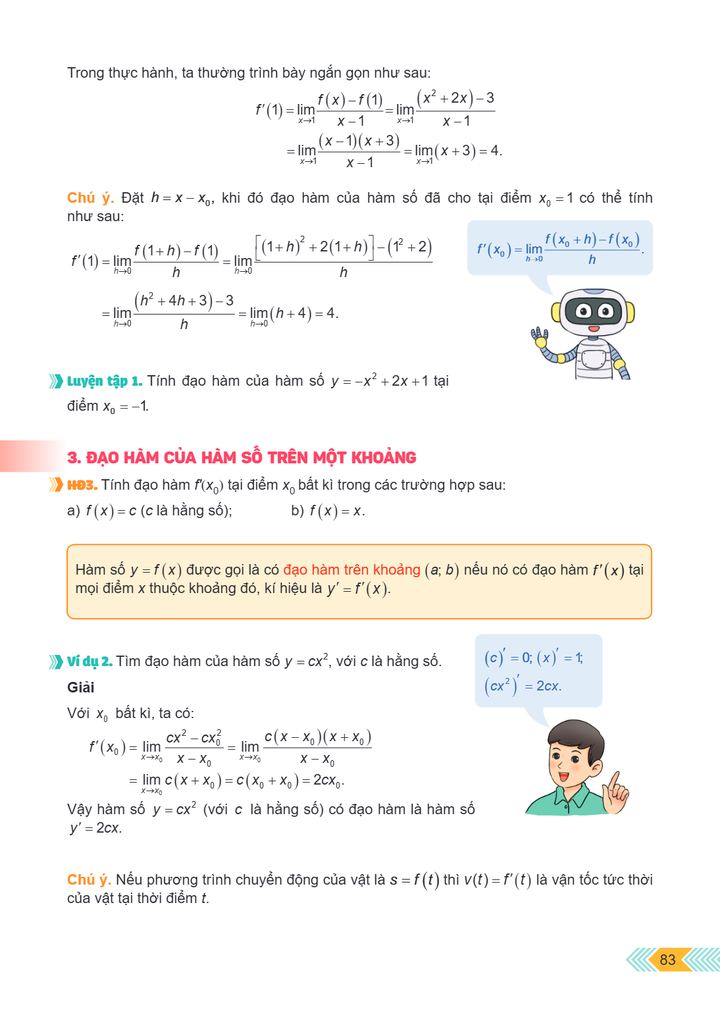 Trong thực hành, ta thường trình bày ngắn gọn như sau:
f′(1) = lim_{x→1} (f(x) − f(1))/(x − 1) = lim_{x→1} ((x² + 2x) − 3)/(x − 1)
= lim_{x→1} ((x − 1)(x + 3))/(x − 1) = lim_{x→1} (x + 3) = 4.
Chú ý. Đặt h = x − x₀, khi đó đạo hàm của hàm số đã cho tại điểm x₀ = 1 có thể tính
như sau:
f′(1) = lim_{h→0} (f(1 + h) − f(1))/h = lim_{h→0} ([(1 + h)² + 2(1 + h)] − (1² + 2))/h
= lim_{h→0} ((h² + 4h + 3) − 3)/h = lim_{h→0} (h + 4) = 4.
f′(x₀) = lim_{h→0} (f(x₀ + h) − f(x₀))/h.
Luyện tập 1. Tính đạo hàm của hàm số y = −x² + 2x + 1 tại
điểm x₀ = −1.
3. ĐẠO HÀM CỦA HÀM SỐ TRÊN MỘT KHOẢNG
HĐ3. Tính đạo hàm f′(x₀) tại điểm x₀ bất kì trong các trường hợp sau:
a) f(x) = c (c là hằng số); b) f(x) = x.
Hàm số y = f(x) được gọi là có đạo hàm trên khoảng (a; b) nếu nó có đạo hàm f′(x) tại
mọi điểm x thuộc khoảng đó, kí hiệu là y′ = f′(x).
Ví dụ 2. Tìm đạo hàm của hàm số y = cx², với c là hằng số.
(c)′ = 0; (x)′ = 1;
(cx²)′ = 2cx.
Giải
Với x₀ bất kì, ta có:
f′(x₀) = lim_{x→x₀} (cx² − cx₀²)/(x − x₀) = lim_{x→x₀} (c(x − x₀)(x + x₀))/(x − x₀)
= lim_{x→x₀} c(x + x₀) = c(x₀ + x₀) = 2cx₀.
Vậy hàm số y = cx² (với c là hằng số) có đạo hàm là hàm số
y′ = 2cx.
Chú ý. Nếu phương trình chuyển động của vật là s = f(t) thì v(t) = f′(t) là vận tốc tức thời
của vật tại thời điểm t.
83